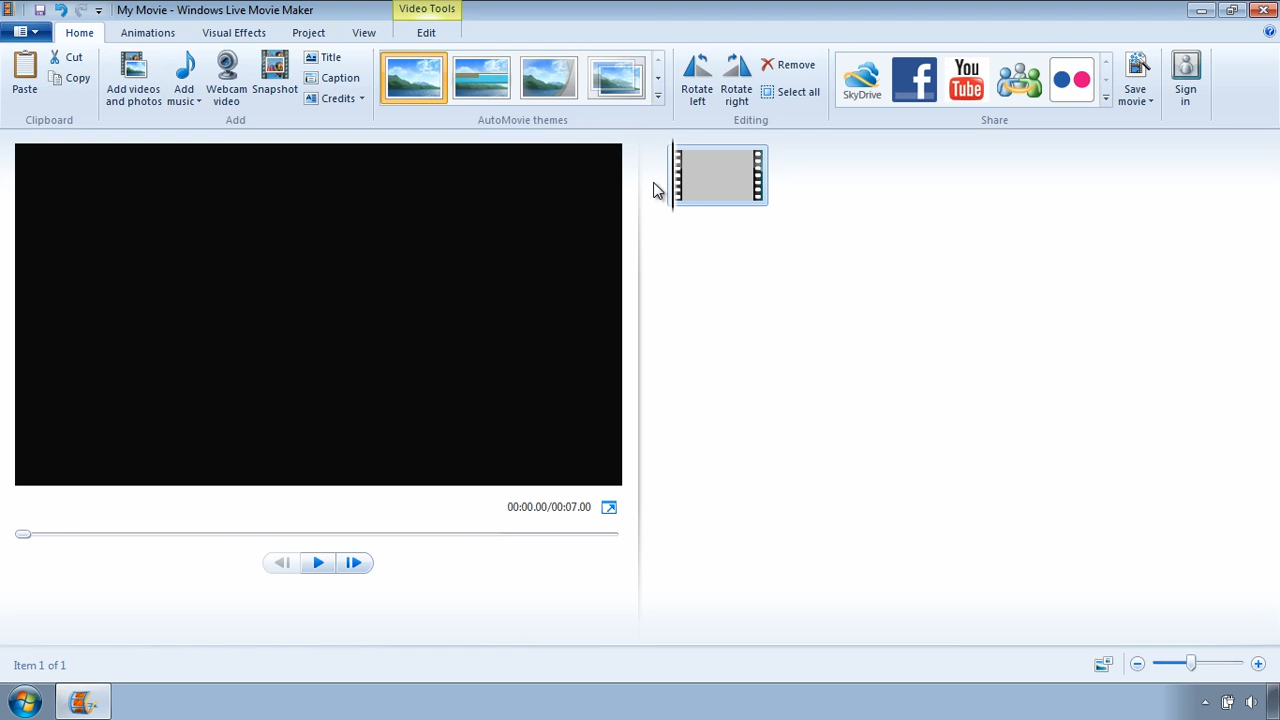 My Movie - Windows Live Movie Maker
Video Tools
Home
Animations
Visual Effects
Project
View
Edit
Paste
Cut
Copy
Clipboard
Add videos
and photos
Add
music
Webcam
video
Snapshot
Title
Caption
Credits
Add
AutoMovie themes
Rotate
left
Rotate
right
Remove
Select all
Editing
SkyDrive
You
Tube
Share
Save
movie
Sign
in
00:00.00/00:07.00
Item 1 of 1